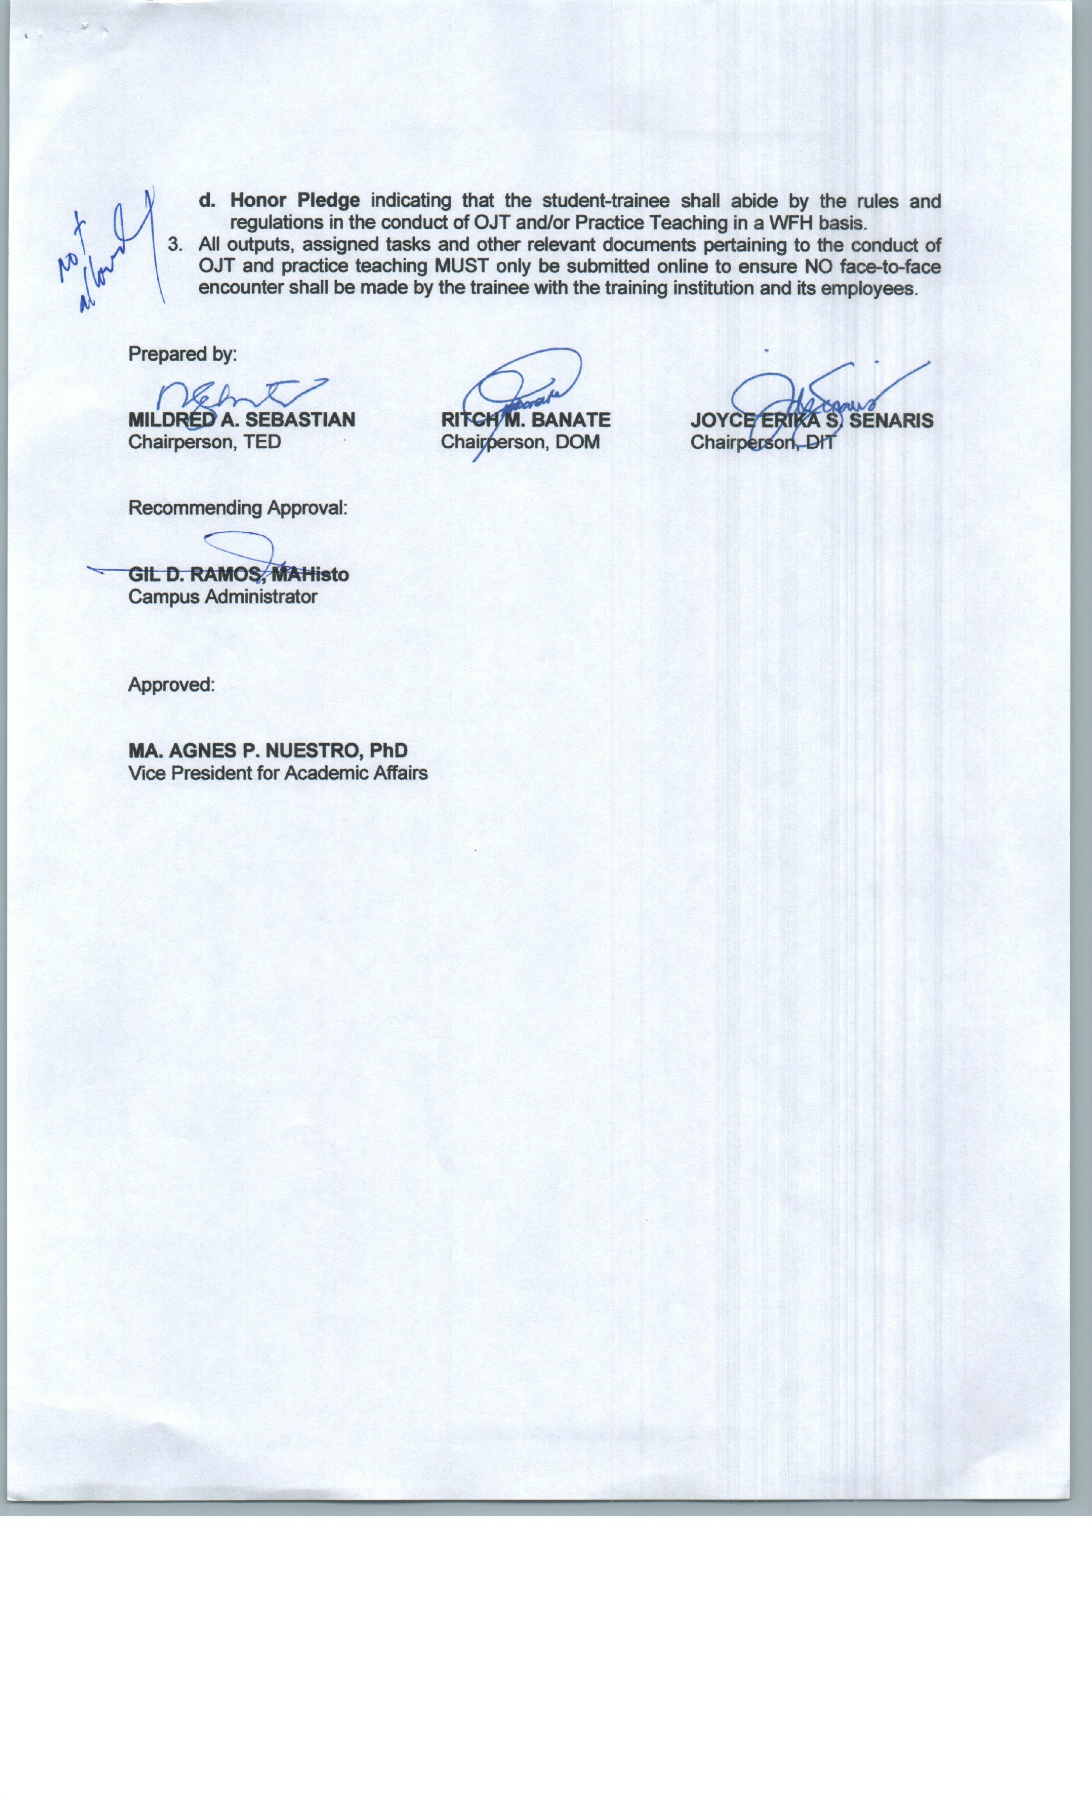 not
allowed
d. Honor Pledge indicating that the student-trainee shall abide by the rules and
regulations in the conduct of OJT and/or Practice Teaching in a WFH basis.
3. All outputs, assigned tasks and other relevant documents pertaining to the conduct of
OJT and practice teaching MUST only be submitted online to ensure NO face-to-face
encounter shall be made by the trainee with the training institution and its employees.
Prepared by:
MILDRED A. SEBASTIAN RITCH M. BANATE JOYCE ERIKA S. SENARIS
Chairperson, TED Chairperson, DOM Chairperson, DIT
Recommending Approval:
GIL D. RAMOS, MAHisto
Campus Administrator
Approved:
MA. AGNES P. NUESTRO, PhD
Vice President for Academic Affairs